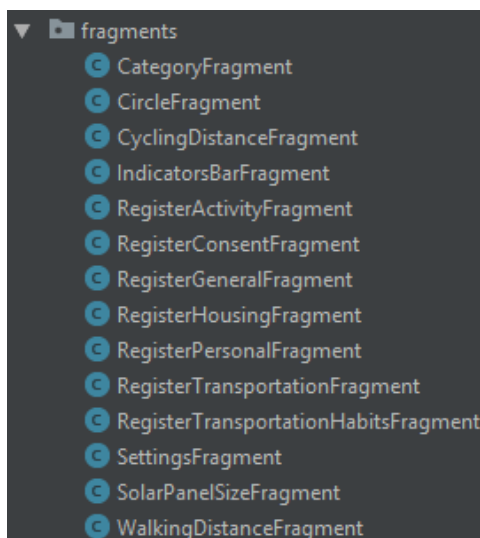 fragments
C CategoryFragment
C CircleFragment
C CyclingDistanceFragment
C IndicatorsBarFragment
C RegisterActivityFragment
C RegisterConsentFragment
C RegisterGeneralFragment
C RegisterHousingFragment
C RegisterPersonalFragment
C RegisterTransportationFragment
C RegisterTransportationHabitsFragment
C SettingsFragment
C SolarPanelSizeFragment
C WalkingDistanceFragment